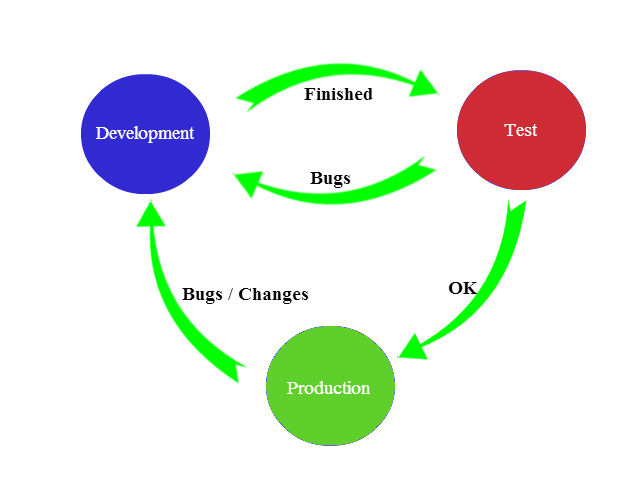 Finished
Development
Test
Bugs
OK
Bugs / Changes
Production